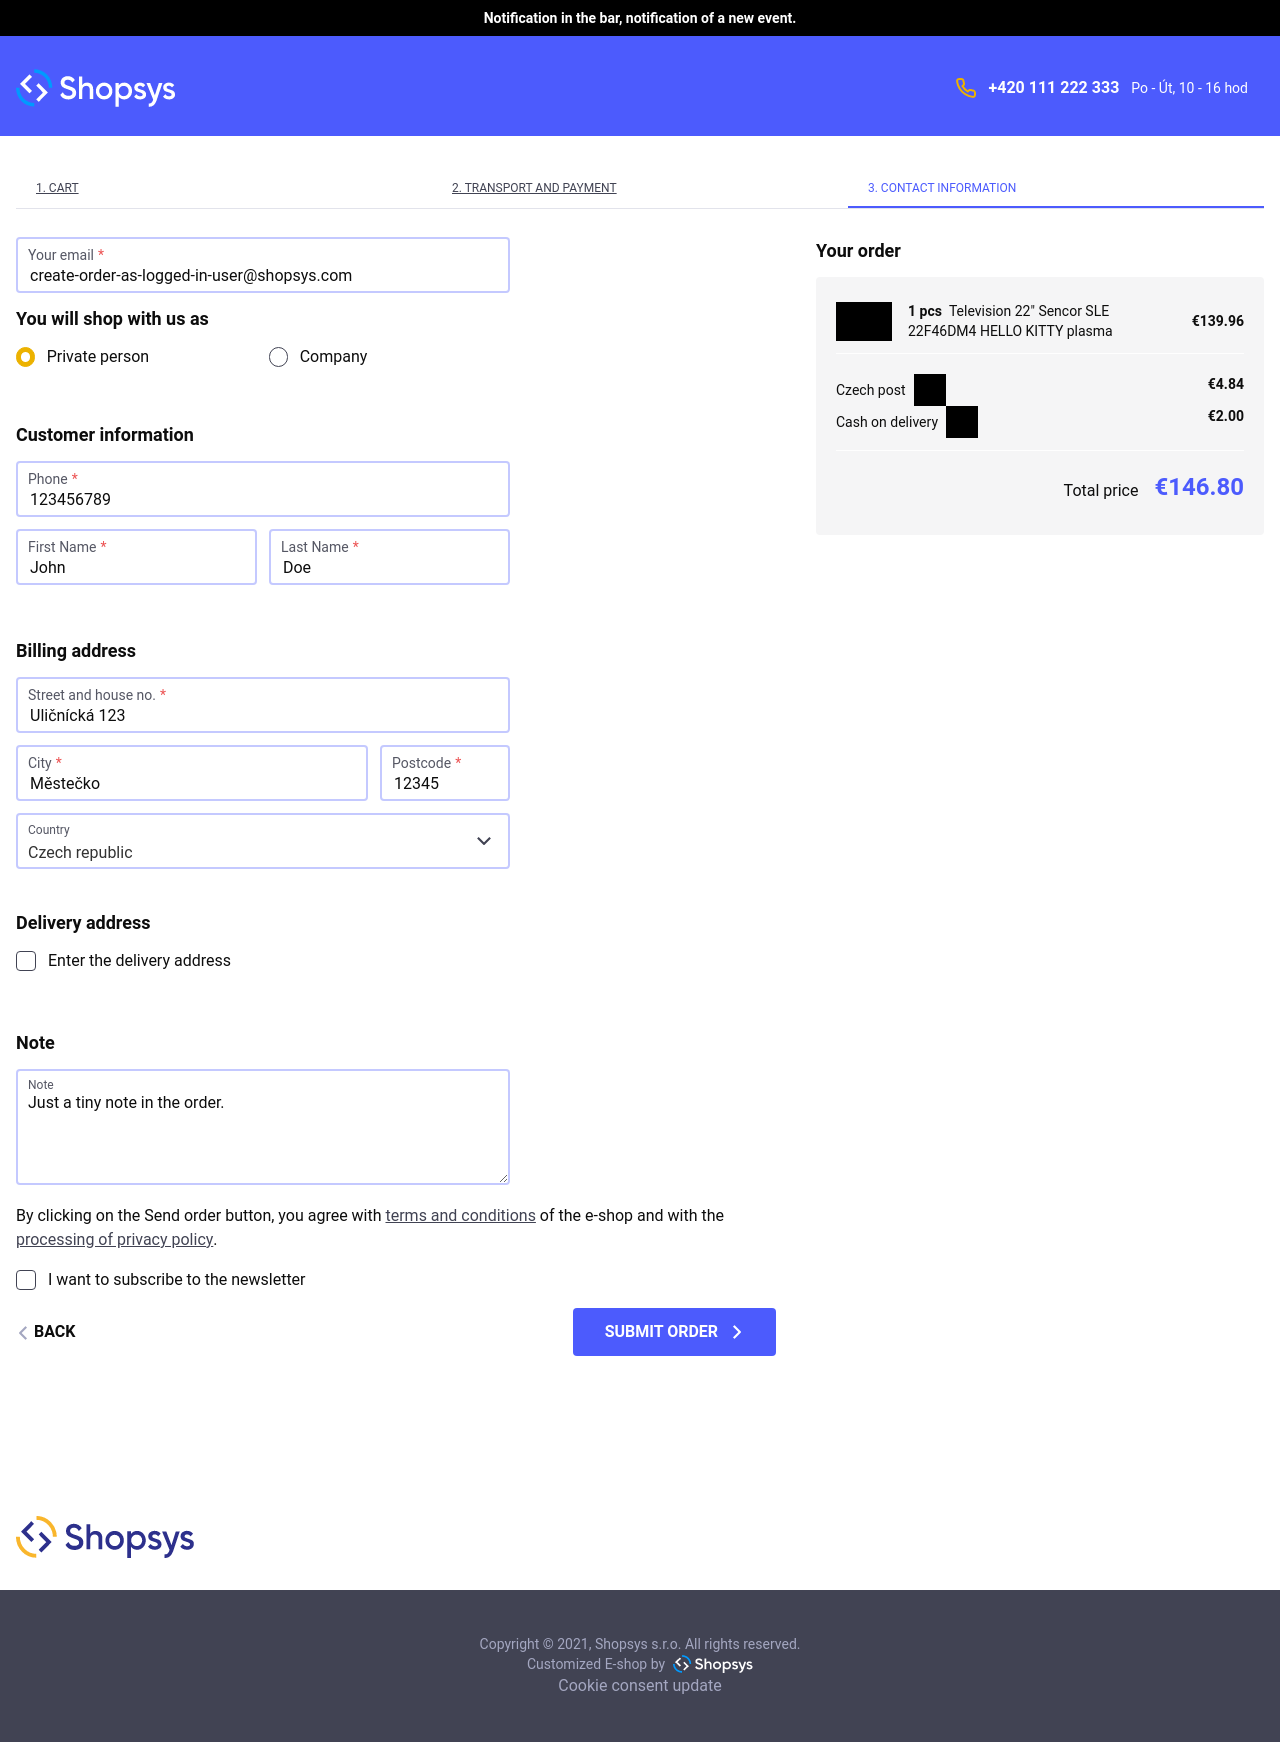 Notification in the bar, notification of a new event.
Shopsys
+420 111 222 333 Po - Út, 10 - 16 hod
1. CART
2. TRANSPORT AND PAYMENT
3. CONTACT INFORMATION
Your email *
create-order-as-logged-in-user@shopsys.com
You will shop with us as
Private person
Company
Customer information
Phone *
123456789
First Name *
John
Last Name *
Doe
Billing address
Street and house no. *
Uličnícká 123
City *
Městečko
Postcode *
12345
Country
Czech republic
Delivery address
Enter the delivery address
Note
Note
Just a tiny note in the order.
By clicking on the Send order button, you agree with terms and conditions of the e-shop and with the
processing of privacy policy.
I want to subscribe to the newsletter
BACK
SUBMIT ORDER
Your order
1 pcs Television 22" Sencor SLE
22F46DM4 HELLO KITTY plasma
€139.96
Czech post
€4.84
Cash on delivery
€2.00
Total price €146.80
Shopsys
Copyright © 2021, Shopsys s.r.o. All rights reserved.
Customized E-shop by Shopsys
Cookie consent update